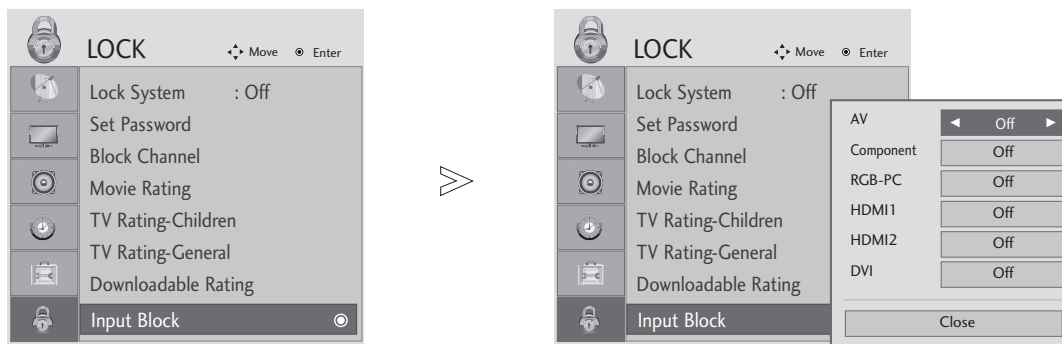 LOCK Move Enter
Lock System : Off
Set Password
Block Channel
Movie Rating
TV Rating-Children
TV Rating-General
Downloadable Rating
Input Block
LOCK Move Enter
Lock System : Off
Set Password
Block Channel
Movie Rating
TV Rating-Children
TV Rating-General
Downloadable Rating
Input Block
AV ◄ Off ►
Component Off
RGB-PC Off
HDMI1 Off
HDMI2 Off
DVI Off
Close